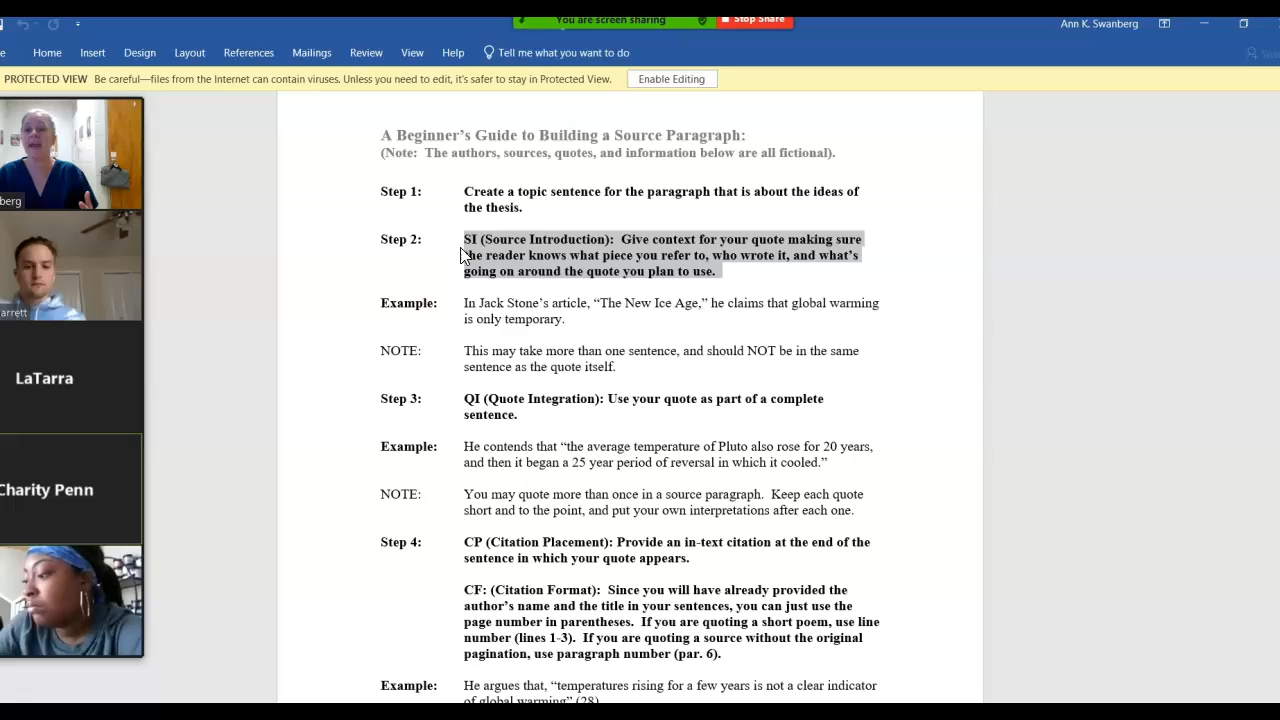 You are screen sharing
Stop Share
Ann K. Swanberg
Home Insert Design Layout References Mailings Review View Help Tell me what you want to do
PROTECTED VIEW Be careful—files from the Internet can contain viruses. Unless you need to edit, it's safer to stay in Protected View. Enable Editing
berg
arrett
LaTarra
Charity Penn
A Beginner's Guide to Building a Source Paragraph:
(Note: The authors, sources, quotes, and information below are all fictional).
Step 1: Create a topic sentence for the paragraph that is about the ideas of
the thesis.
Step 2: SI (Source Introduction): Give context for your quote making sure
the reader knows what piece you refer to, who wrote it, and what's
going on around the quote you plan to use.
Example: In Jack Stone's article, "The New Ice Age," he claims that global warming
is only temporary.
NOTE: This may take more than one sentence, and should NOT be in the same
sentence as the quote itself.
Step 3: QI (Quote Integration): Use your quote as part of a complete
sentence.
Example: He contends that "the average temperature of Pluto also rose for 20 years,
and then it began a 25 year period of reversal in which it cooled."
NOTE: You may quote more than once in a source paragraph. Keep each quote
short and to the point, and put your own interpretations after each one.
Step 4: CP (Citation Placement): Provide an in-text citation at the end of the
sentence in which your quote appears.
CF: (Citation Format): Since you will have already provided the
author's name and the title in your sentences, you can just use the
page number in parentheses. If you are quoting a short poem, use line
number (lines 1-3). If you are quoting a source without the original
pagination, use paragraph number (par. 6).
Example: He argues that, "temperatures rising for a few years is not a clear indicator
of global warming" (28).